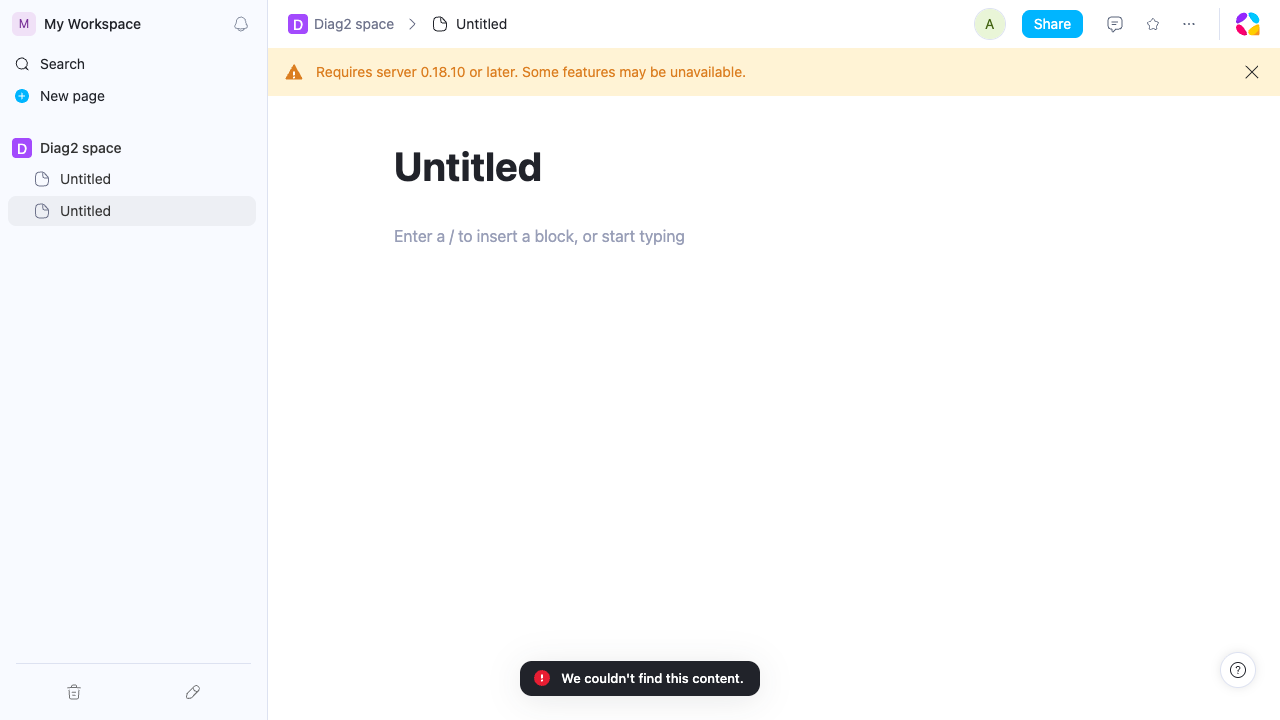 M My Workspace
Search
New page
D Diag2 space
Untitled
Untitled
D Diag2 space Untitled
A Share
Requires server 0.18.10 or later. Some features may be unavailable.
Untitled
Enter a / to insert a block, or start typing
We couldn't find this content.